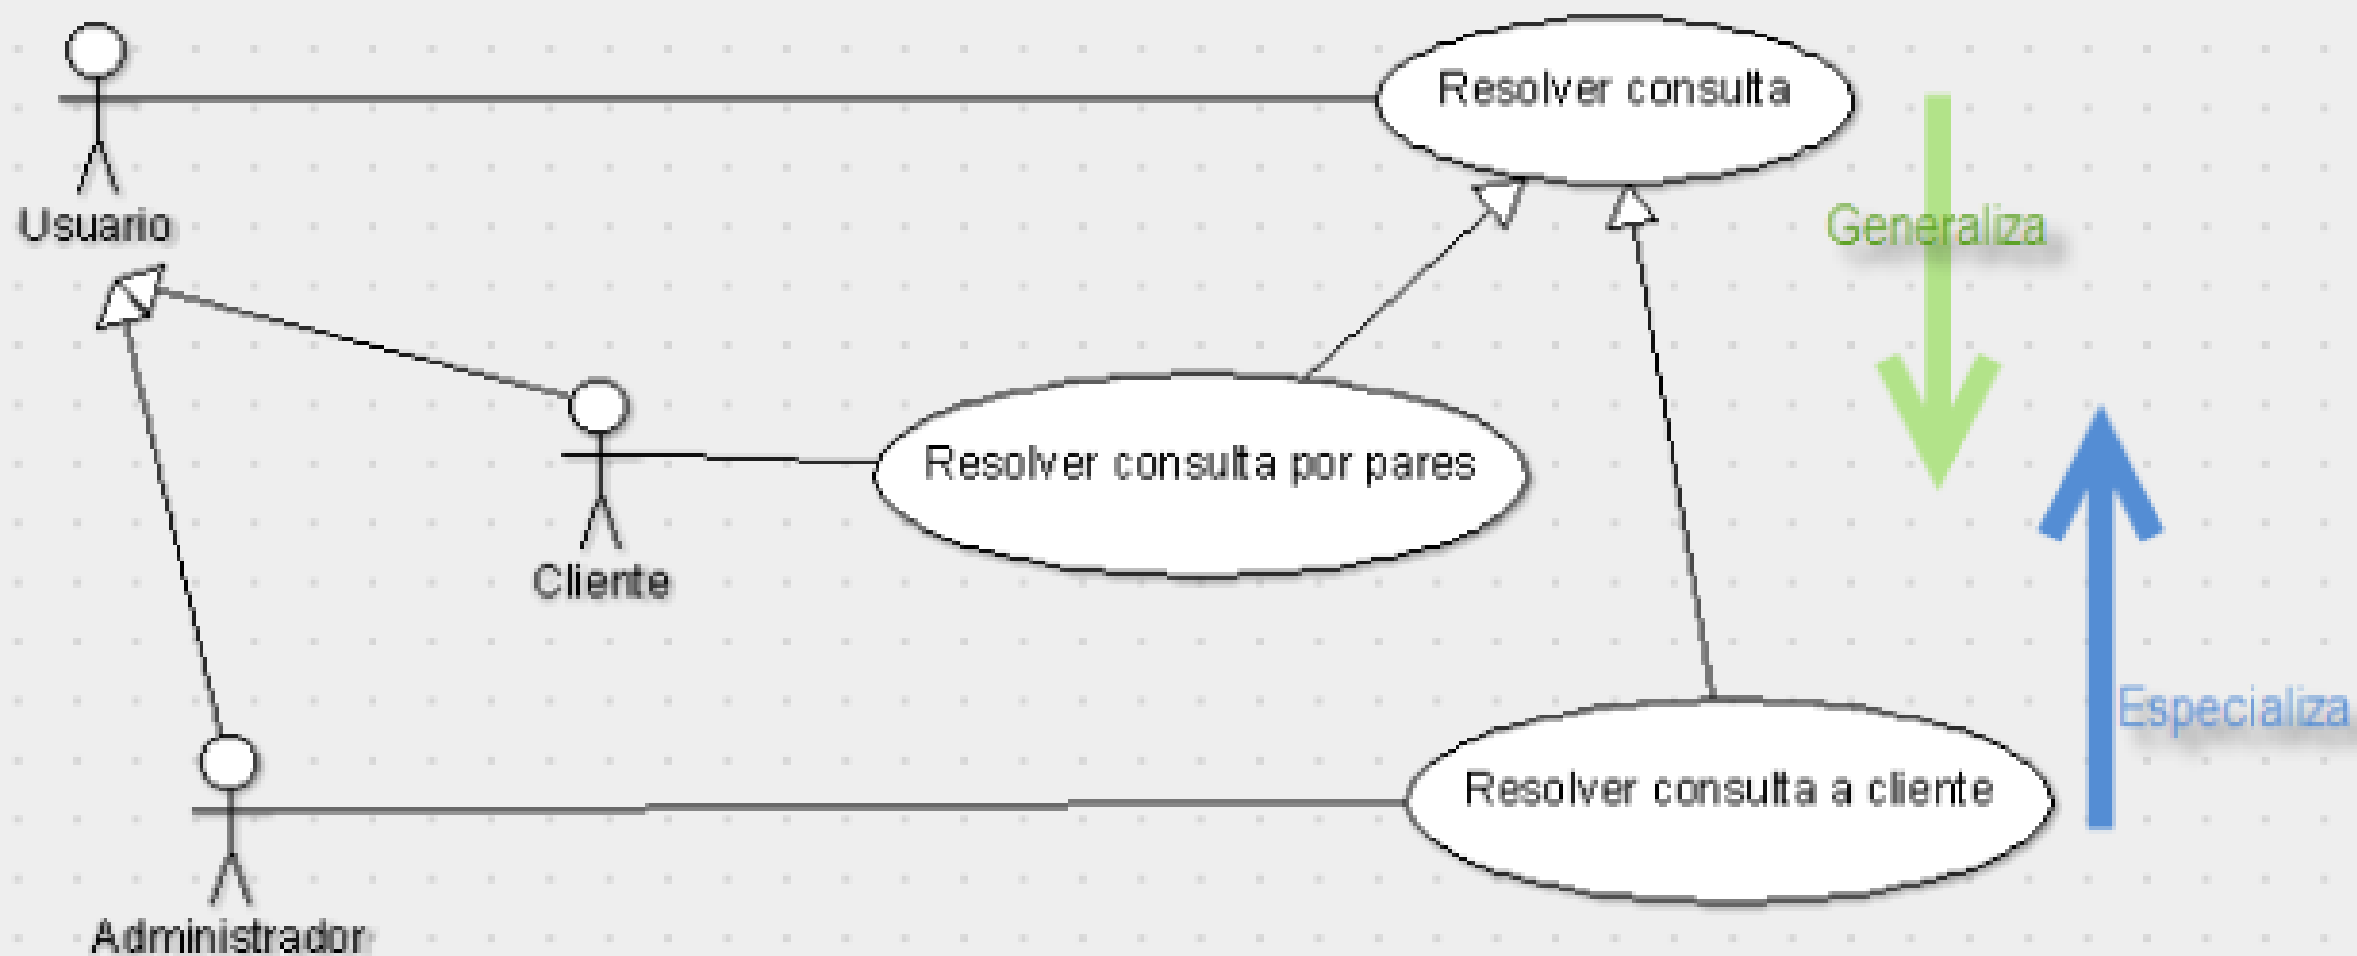 Resolver consulta
Usuario
Generaliza
Resolver consulta por pares
Cliente
Especializa
Resolver consulta a cliente
Administrador